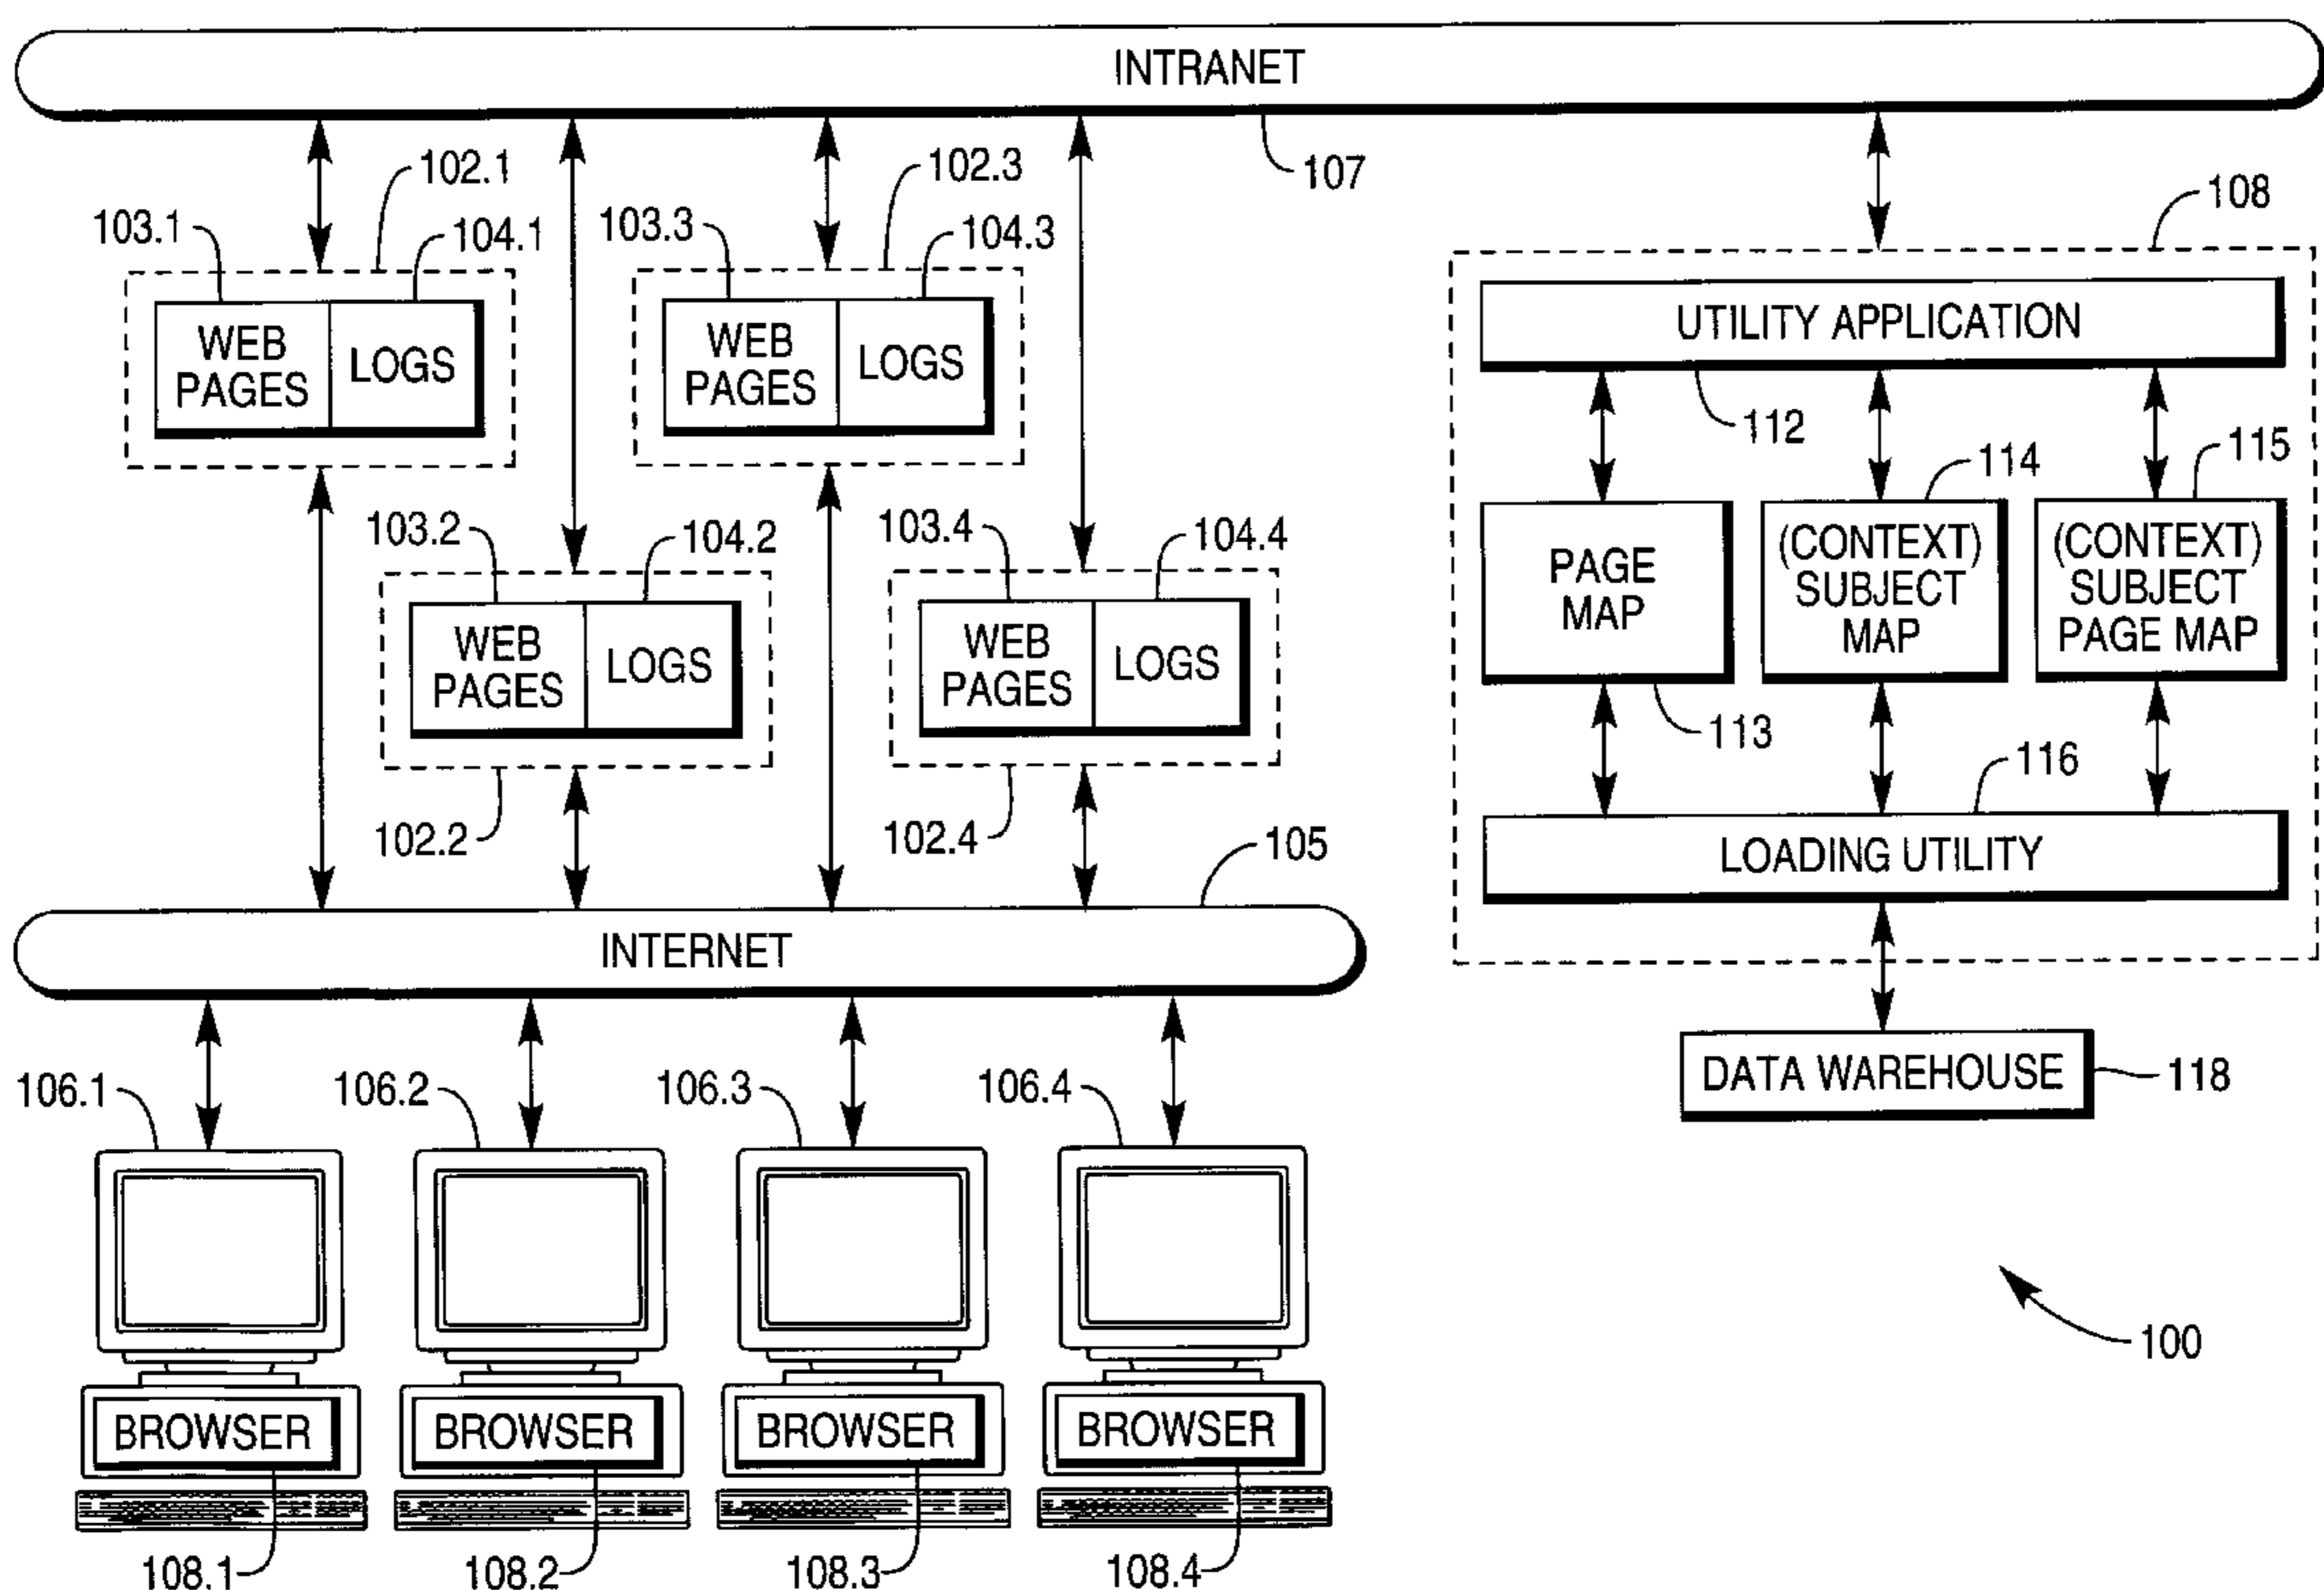 INTRANET
107
102.1
103.1
104.1
WEB
PAGES
LOGS
102.3
103.3
104.3
WEB
PAGES
LOGS
103.2
104.2
WEB
PAGES
LOGS
102.2
103.4
104.4
WEB
PAGES
LOGS
102.4
108
UTILITY APPLICATION
112
PAGE
MAP
113
114
(CONTEXT)
SUBJECT
MAP
115
(CONTEXT)
SUBJECT
PAGE MAP
116
LOADING UTILITY
DATA WAREHOUSE
118
105
INTERNET
106.1
106.2
106.3
106.4
BROWSER
BROWSER
BROWSER
BROWSER
108.1
108.2
108.3
108.4
100